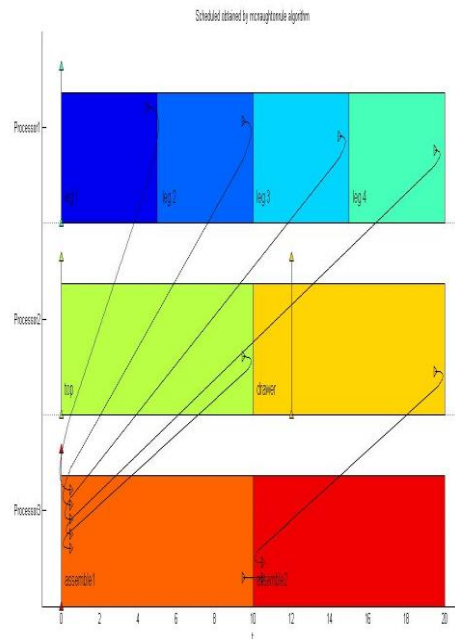 Scheduled obtained by mcnaughtonrule algorithm
Processor1
leg 1
leg 2
leg 3
leg 4
Processor2
top
drawer
Processor3
assemble1
assemble2
0 2 4 6 8 10 12 14 16 18 20
t